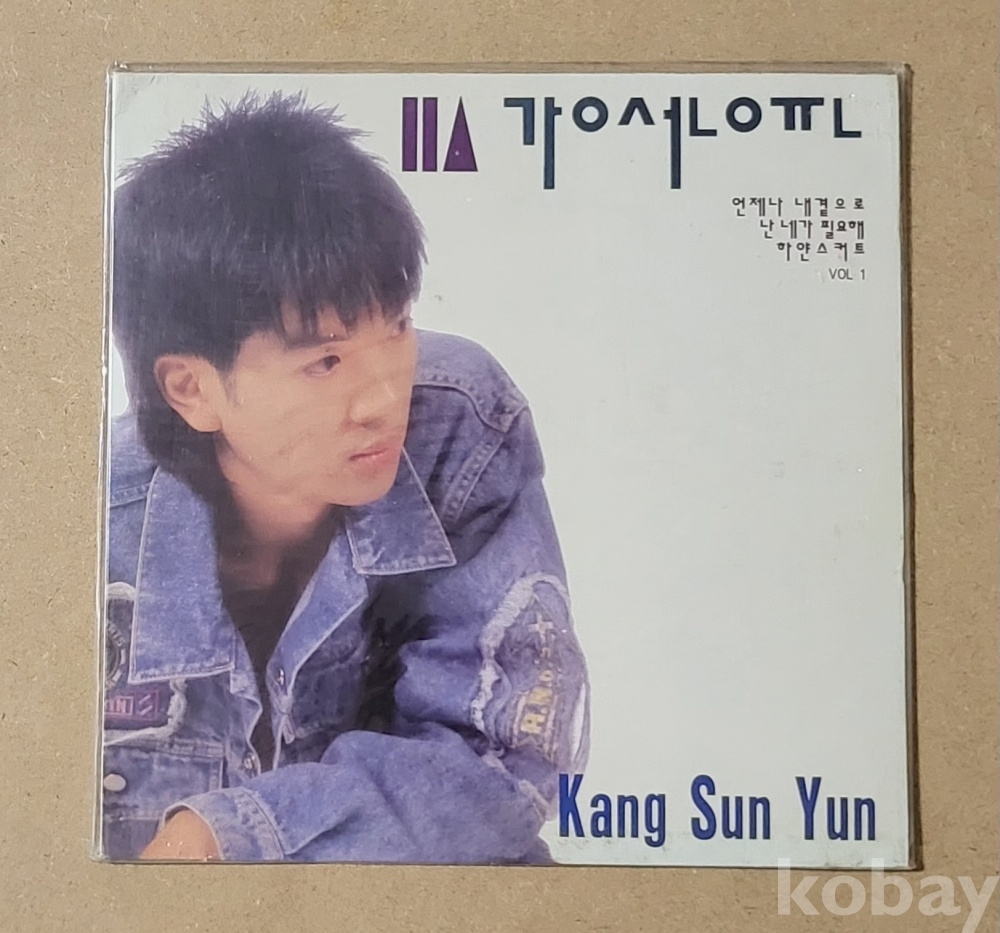 강선윤
언제나 내곁으로
난 네가 필요해
하얀스커트
VOL 1
Kang Sun Yun
kobay